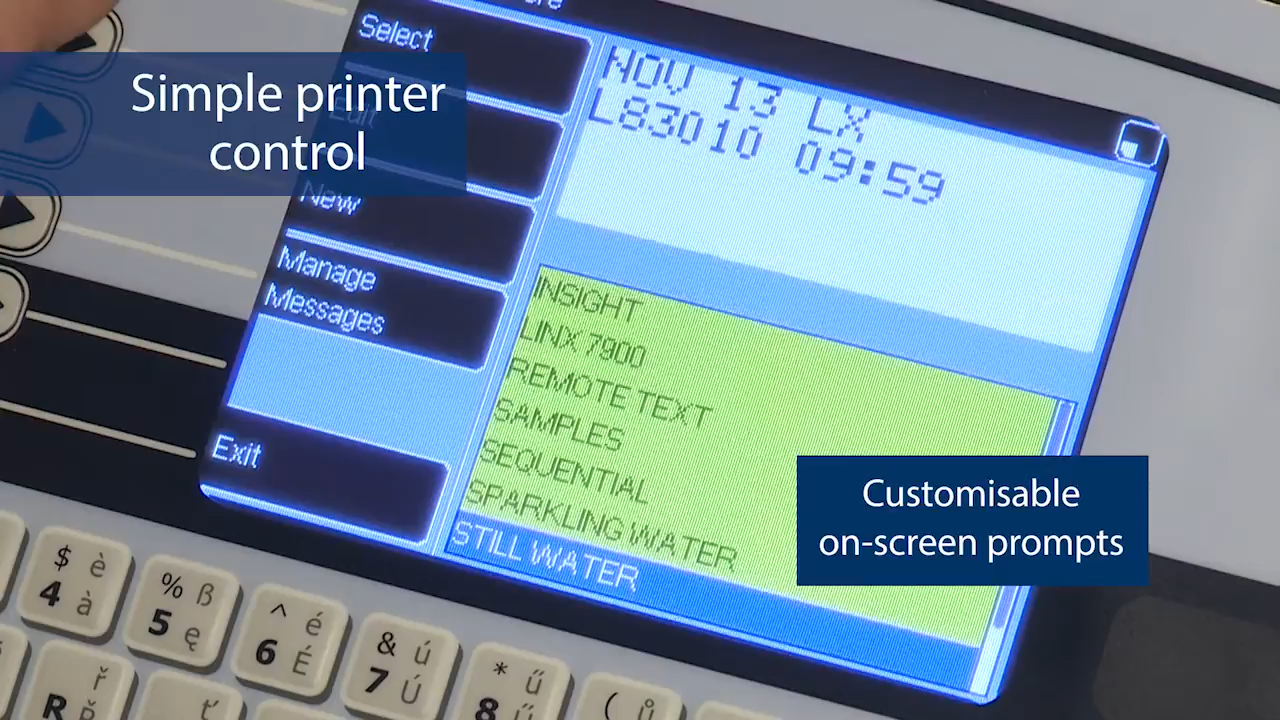 Select
Simple printer
control
Edit
New
Manage
Messages
Exit
NOV 13 LX
L83010 09:59
INSIGHT
LINX 7900
REMOTE TEXT
SAMPLES
SEQUENTIAL
SPARKLING WATER
STILL WATER
Customisable
on-screen prompts
$ è
4 à
% ß
5 ę
^ é
6 É
& ú
7 Ú
* ű
8 Ű
( ů
ř
R Ř
ť